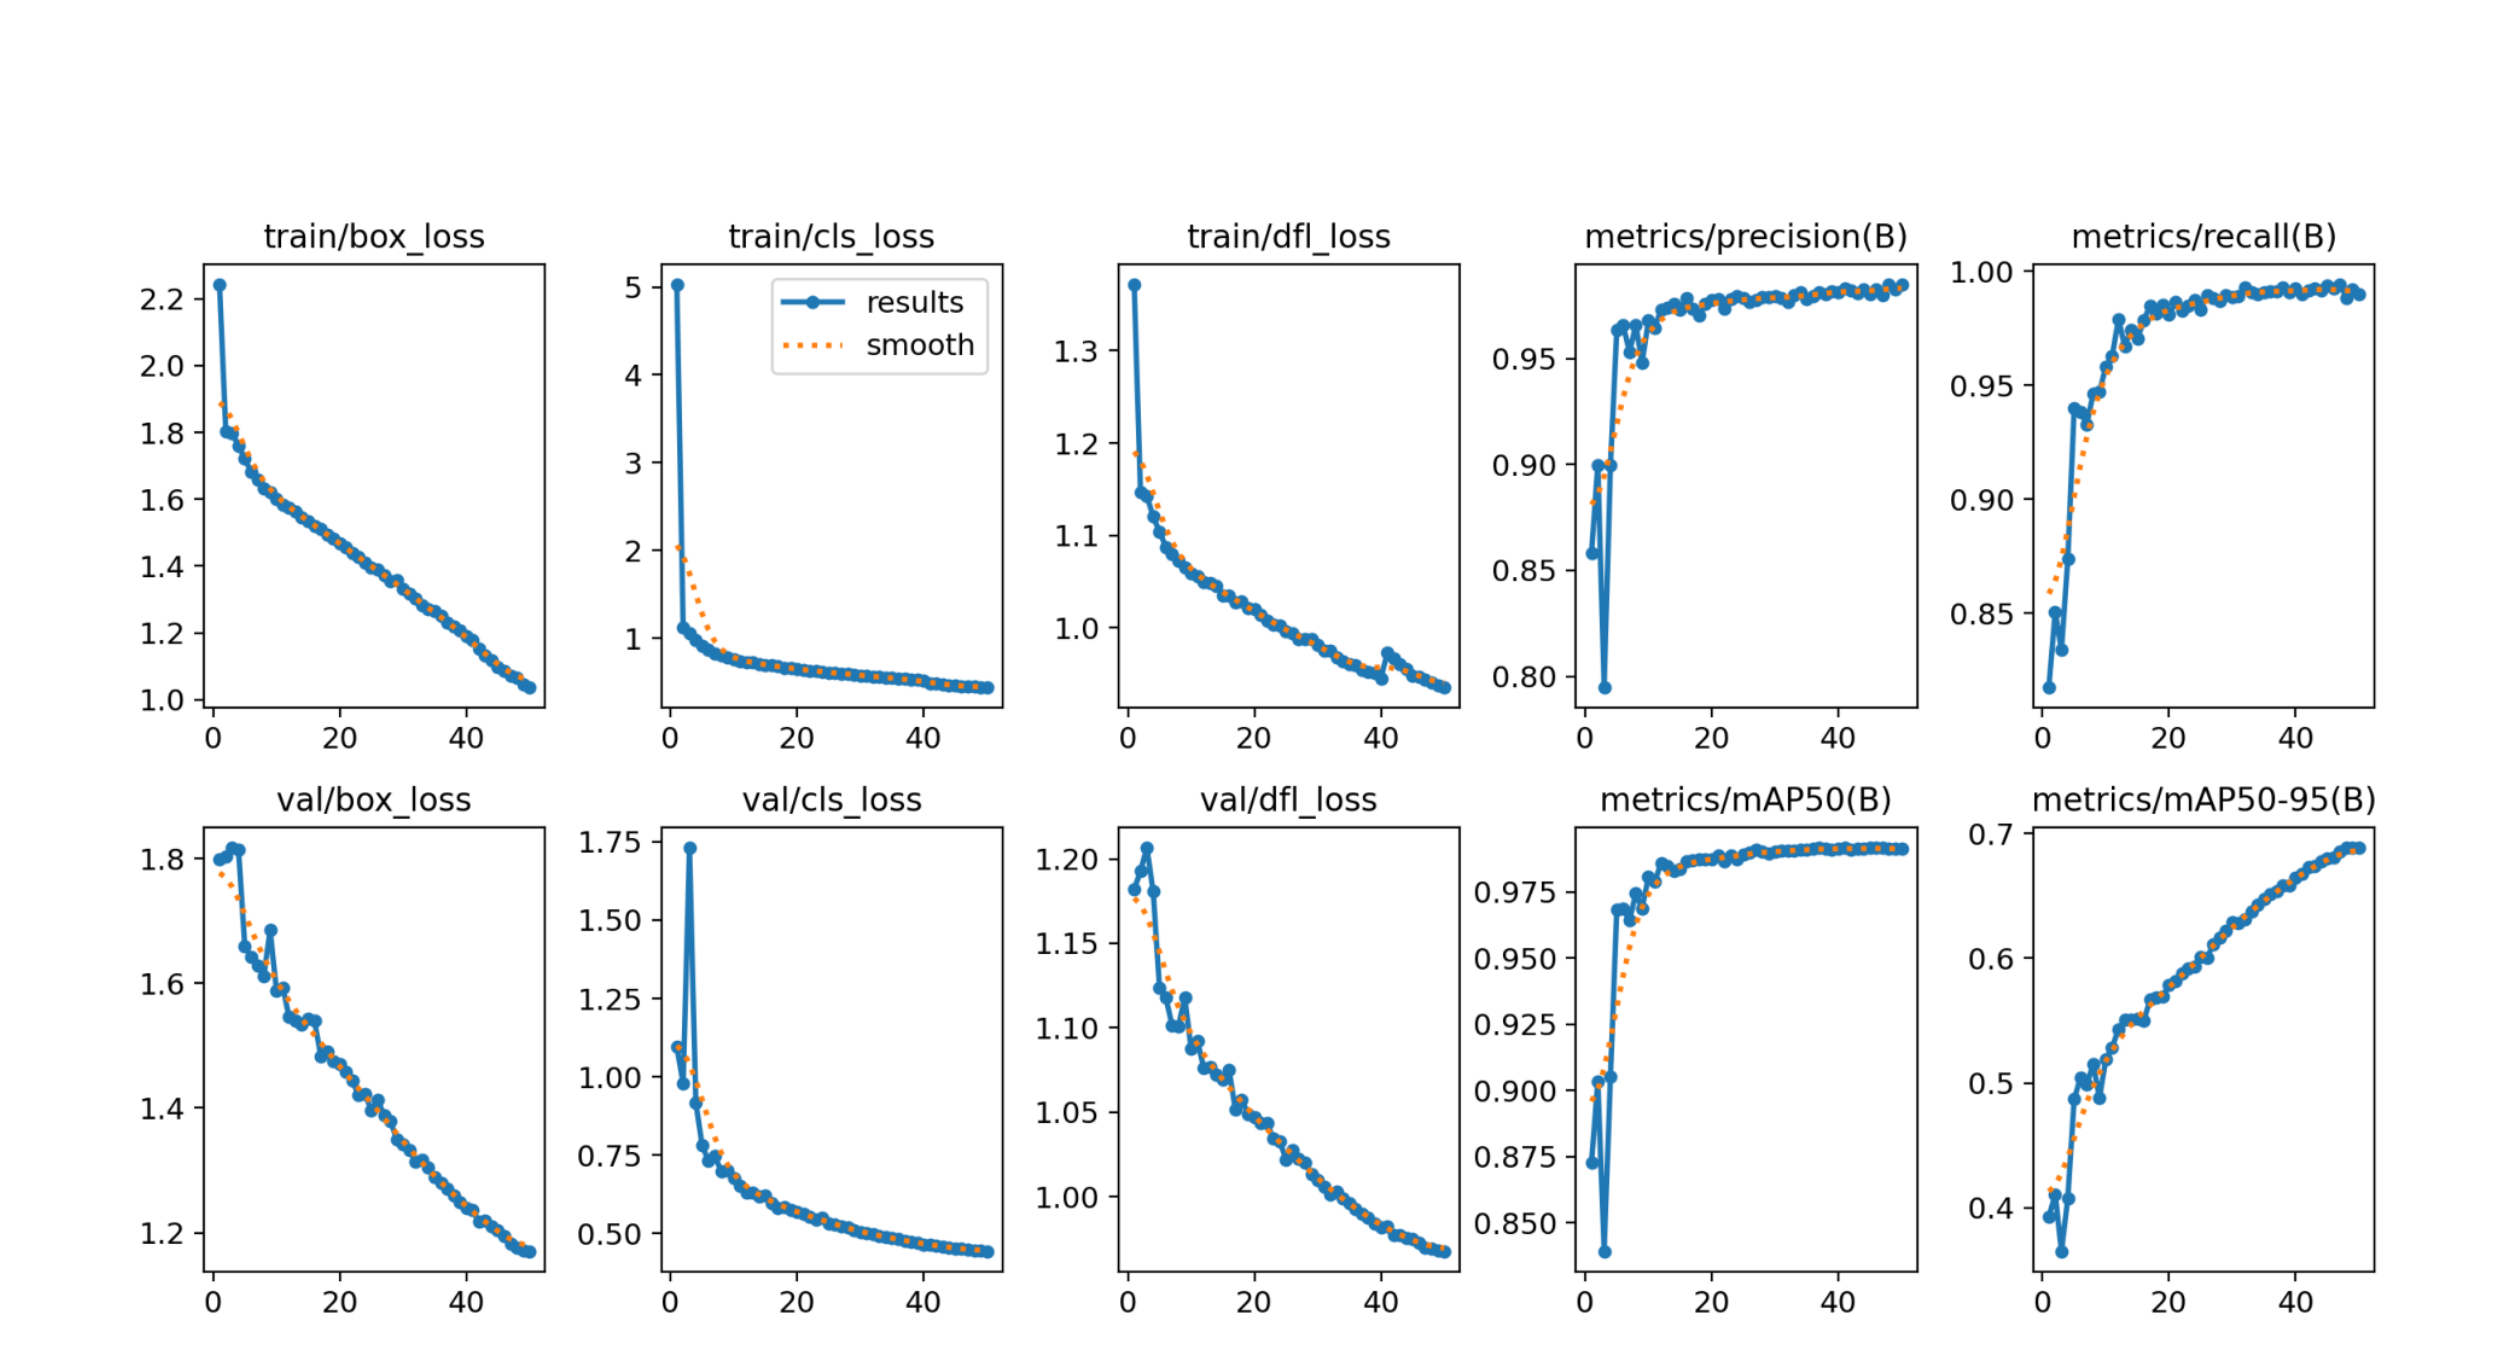 train/box_loss
2.2
2.0
1.8
1.6
1.4
1.2
1.0
0 20 40
train/cls_loss
results
smooth
5
4
3
2
1
0 20 40
train/dfl_loss
1.3
1.2
1.1
1.0
0 20 40
metrics/precision(B)
0.95
0.90
0.85
0.80
0 20 40
metrics/recall(B)
1.00
0.95
0.90
0.85
0 20 40
val/box_loss
1.8
1.6
1.4
1.2
0 20 40
val/cls_loss
1.75
1.50
1.25
1.00
0.75
0.50
0 20 40
val/dfl_loss
1.20
1.15
1.10
1.05
1.00
0 20 40
metrics/mAP50(B)
0.975
0.950
0.925
0.900
0.875
0.850
0 20 40
metrics/mAP50-95(B)
0.7
0.6
0.5
0.4
0 20 40